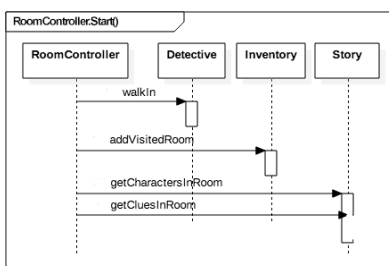 RoomController.Start()
RoomController Detective Inventory Story
walkIn
addVisitedRoom
getCharactersInRoom
getCluesInRoom